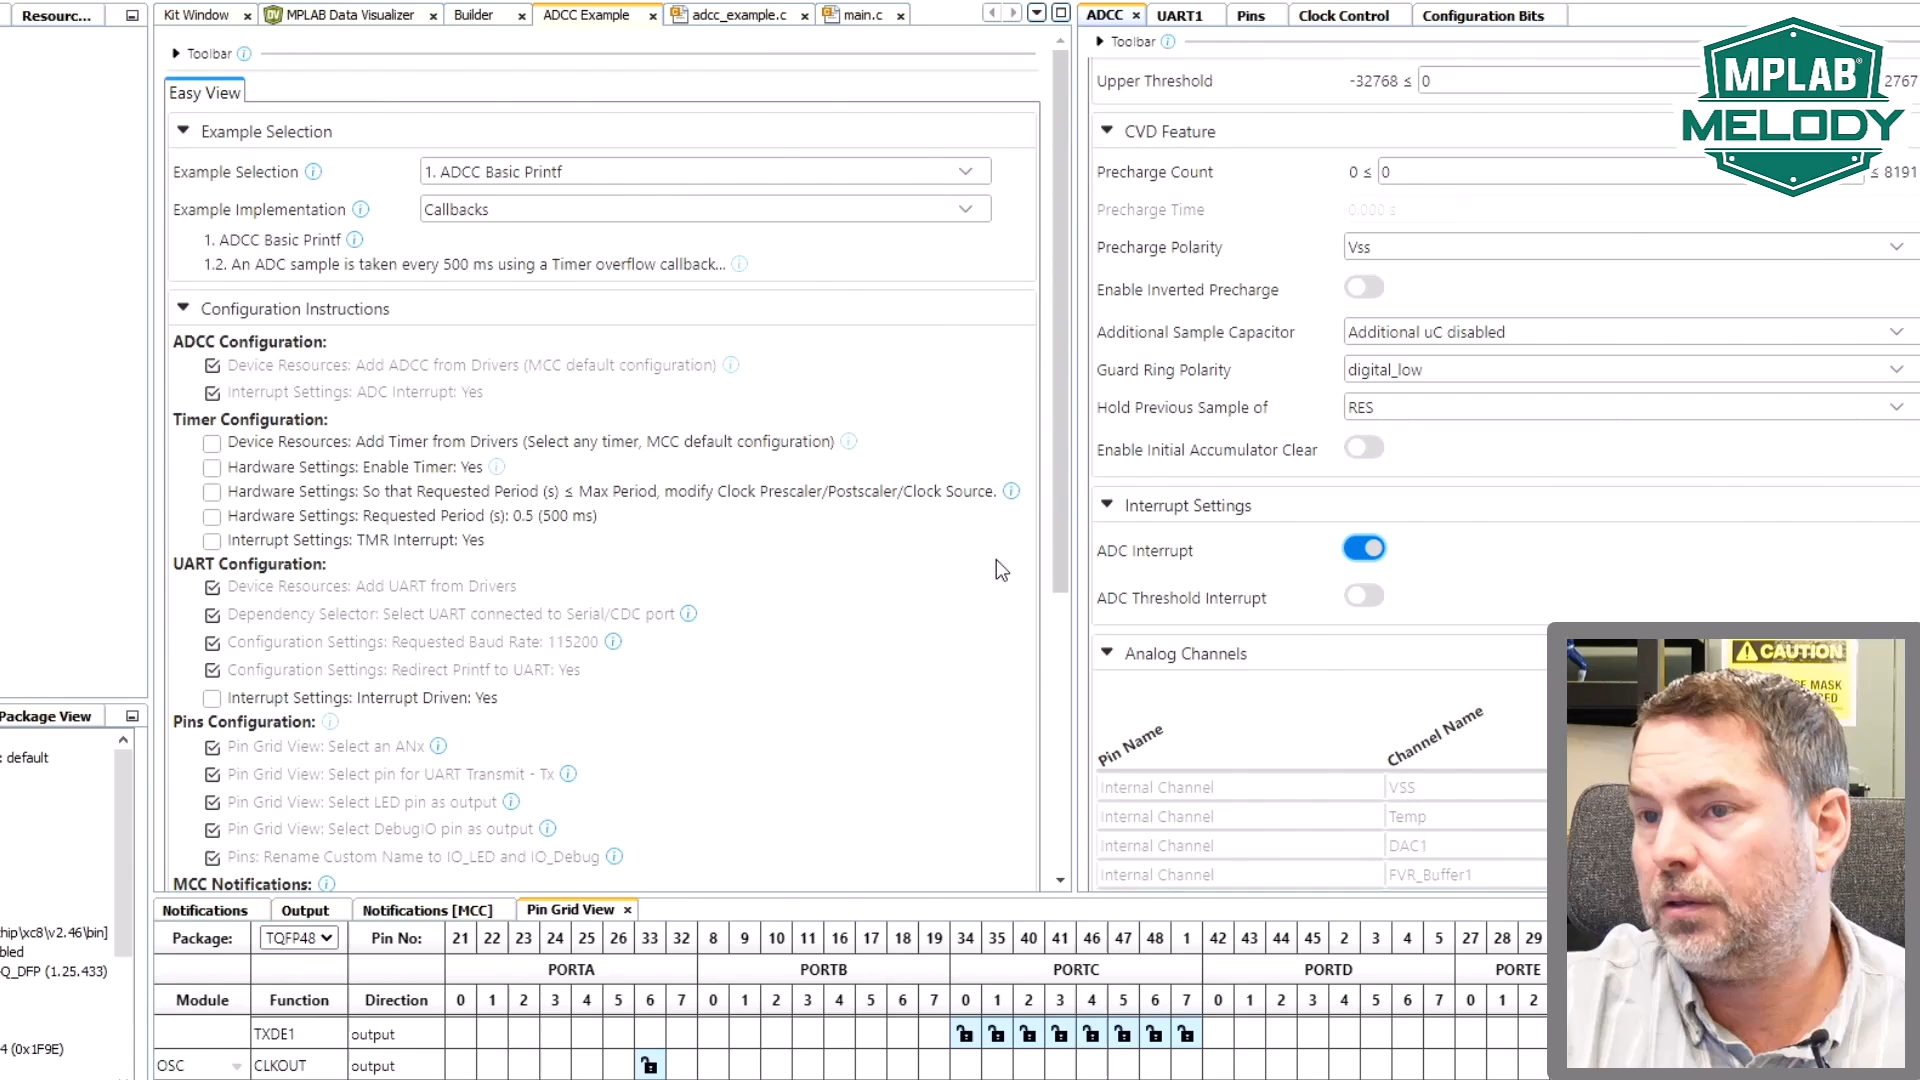 Resourc...
Kit Window
MPLAB Data Visualizer
Builder
ADCC Example
adcc_example.c
main.c
Toolbar
Easy View
Example Selection
Example Selection
1. ADCC Basic Printf
Example Implementation
Callbacks
1. ADCC Basic Printf
1.2. An ADC sample is taken every 500 ms using a Timer overflow callback...
Configuration Instructions
ADCC Configuration:
Device Resources: Add ADCC from Drivers (MCC default configuration)
Interrupt Settings: ADC Interrupt: Yes
Timer Configuration:
Device Resources: Add Timer from Drivers (Select any timer, MCC default configuration)
Hardware Settings: Enable Timer: Yes
Hardware Settings: So that Requested Period (s) ≤ Max Period, modify Clock Prescaler/Postscaler/Clock Source.
Hardware Settings: Requested Period (s): 0.5 (500 ms)
Interrupt Settings: TMR Interrupt: Yes
UART Configuration:
Device Resources: Add UART from Drivers
Dependency Selector: Select UART connected to Serial/CDC port
Configuration Settings: Requested Baud Rate: 115200
Configuration Settings: Redirect Printf to UART: Yes
Interrupt Settings: Interrupt Driven: Yes
Pins Configuration:
Pin Grid View: Select an ANx
Pin Grid View: Select pin for UART Transmit - Tx
Pin Grid View: Select LED pin as output
Pin Grid View: Select DebugIO pin as output
Pins: Rename Custom Name to IO_LED and IO_Debug
MCC Notifications:
ADCC
UART1
Pins
Clock Control
Configuration Bits
Toolbar
Upper Threshold -32768 ≤ 0 2767
CVD Feature
Precharge Count 0 ≤ 0 ≤ 8191
Precharge Time 0.000 s
Precharge Polarity Vss
Enable Inverted Precharge
Additional Sample Capacitor Additional uC disabled
Guard Ring Polarity digital_low
Hold Previous Sample of RES
Enable Initial Accumulator Clear
Interrupt Settings
ADC Interrupt
ADC Threshold Interrupt
Analog Channels
Pin Name Channel Name
Internal Channel VSS
Internal Channel Temp
Internal Channel DAC1
Internal Channel FVR_Buffer1
MPLAB®
MELODY
CAUTION
MASK
Package View
: default
hip\xc8\v2.46\bin]
bled
-Q_DFP (1.25.433)
4 (0x1F9E)
Notifications
Output
Notifications [MCC]
Pin Grid View
Package: TQFP48 Pin No: 21 22 23 24 25 26 33 32 8 9 10 11 16 17 18 19 34 35 40 41 46 47 48 1 42 43 44 45 2 3 4 5 27 28 29
PORTA PORTB PORTC PORTD PORTE
Module Function Direction 0 1 2 3 4 5 6 7 0 1 2 3 4 5 6 7 0 1 2 3 4 5 6 7 0 1 2 3 4 5 6 7 0 1 2
TXDE1 output
OSC CLKOUT output